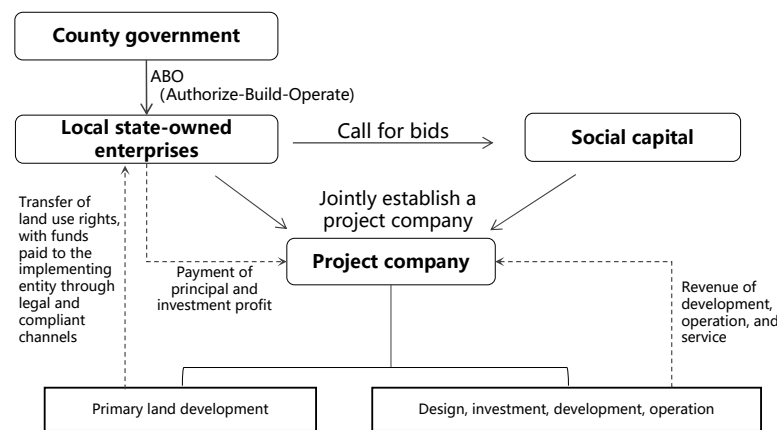 County government
ABO
(Authorize-Build-Operate)
Local state-owned
enterprises
Call for bids
Social capital
Transfer of
land use rights,
with funds
paid to the
implementing
entity through
legal and
compliant
channels
Jointly establish a
project company
Project company
Payment of
principal and
investment profit
Revenue of
development,
operation, and
service
Primary land development
Design, investment, development, operation